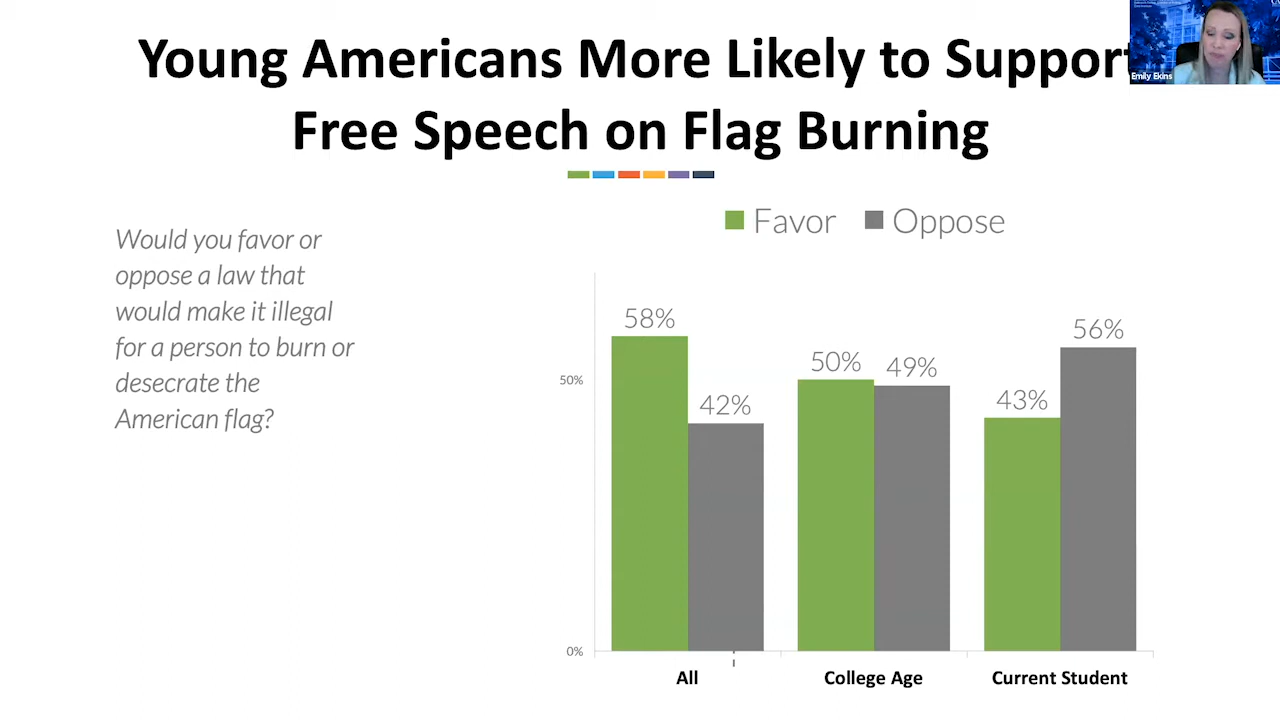 Young Americans More Likely to Support
Free Speech on Flag Burning
Emily Ekins
Would you favor or
oppose a law that
would make it illegal
for a person to burn or
desecrate the
American flag?
Favor Oppose
58%
42%
50%
49%
43%
56%
50%
0%
All
College Age
Current Student